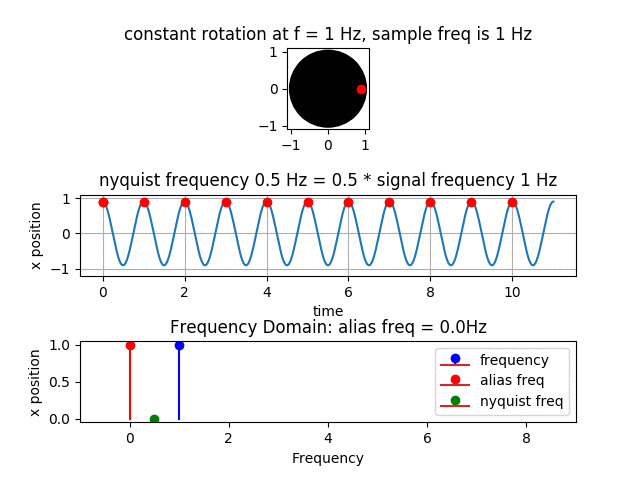 constant rotation at f = 1 Hz, sample freq is 1 Hz
1
0
−1
−1 0 1
nyquist frequency 0.5 Hz = 0.5 * signal frequency 1 Hz
1
0
−1
x position
0 2 4 6 8 10
time
Frequency Domain: alias freq = 0.0Hz
1.0
0.5
0.0
x position
frequency
alias freq
nyquist freq
0 2 4 6 8
Frequency